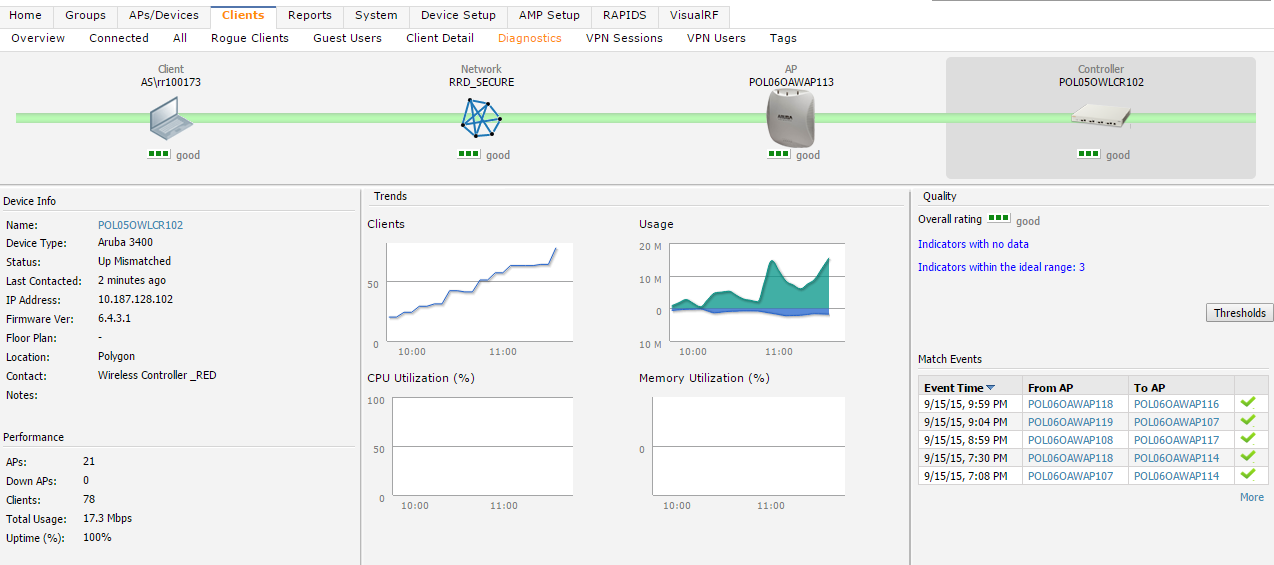 Home Groups APs/Devices Clients Reports System Device Setup AMP Setup RAPIDS VisualRF
Overview Connected All Rogue Clients Guest Users Client Detail Diagnostics VPN Sessions VPN Users Tags
Client Network AP Controller
AS\rr100173 RRD_SECURE POL06OAWAP113 POL05OWLCR102
ARUBA
good good good good
Device Info
Name: POL05OWLCR102
Device Type: Aruba 3400
Status: Up Mismatched
Last Contacted: 2 minutes ago
IP Address: 10.187.128.102
Firmware Ver: 6.4.3.1
Floor Plan: -
Location: Polygon
Contact: Wireless Controller _RED
Notes:
Performance
APs: 21
Down APs: 0
Clients: 78
Total Usage: 17.3 Mbps
Uptime (%): 100%
Trends
Clients
50
0
10:00 11:00
Usage
20 M
10 M
0
10 M
10:00 11:00
CPU Utilization (%)
100
50
0
10:00 11:00
Memory Utilization (%)
0
10:00 11:00
Quality
Overall rating good
Indicators with no data
Indicators within the ideal range: 3
Thresholds
Match Events
Event Time From AP To AP
9/15/15, 9:59 PM POL06OAWAP118 POL06OAWAP116
9/15/15, 9:04 PM POL06OAWAP119 POL06OAWAP107
9/15/15, 8:59 PM POL06OAWAP108 POL06OAWAP117
9/15/15, 7:30 PM POL06OAWAP118 POL06OAWAP114
9/15/15, 7:08 PM POL06OAWAP107 POL06OAWAP114
More